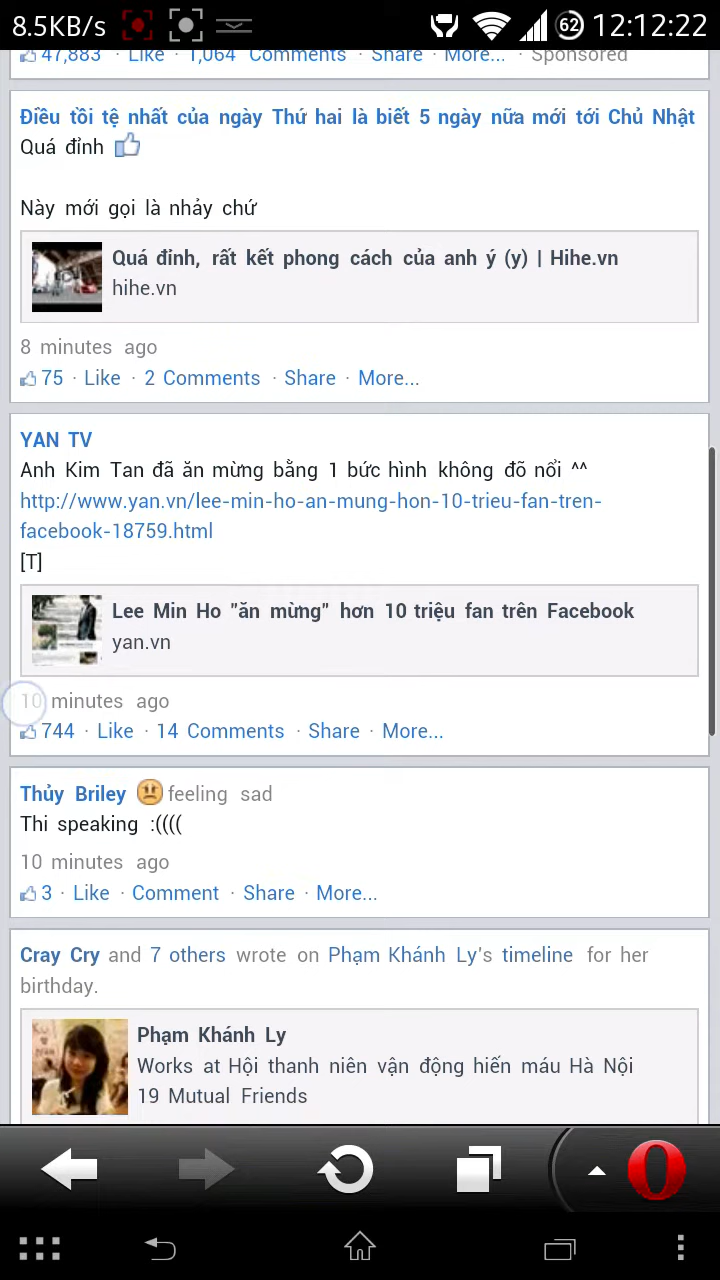 8.5KB/s 62 12:12:22
47,883 · Like · 1,064 Comments · Share · More... · Sponsored
Điều tồi tệ nhất của ngày Thứ hai là biết 5 ngày nữa mới tới Chủ Nhật
Quá đỉnh
Này mới gọi là nhảy chứ
Quá đỉnh, rất kết phong cách của anh ý (y) | Hihe.vn
hihe.vn
8 minutes ago
75 · Like · 2 Comments · Share · More...
YAN TV
Anh Kim Tan đã ăn mừng bằng 1 bức hình không đỡ nổi ^^
http://www.yan.vn/lee-min-ho-an-mung-hon-10-trieu-fan-tren-
facebook-18759.html
[T]
Lee Min Ho "ăn mừng" hơn 10 triệu fan trên Facebook
yan.vn
10 minutes ago
744 · Like · 14 Comments · Share · More...
Thủy Briley feeling sad
Thi speaking :((((
10 minutes ago
3 · Like · Comment · Share · More...
Cray Cry and 7 others wrote on Phạm Khánh Ly's timeline for her
birthday.
Phạm Khánh Ly
Works at Hội thanh niên vận động hiến máu Hà Nội
19 Mutual Friends